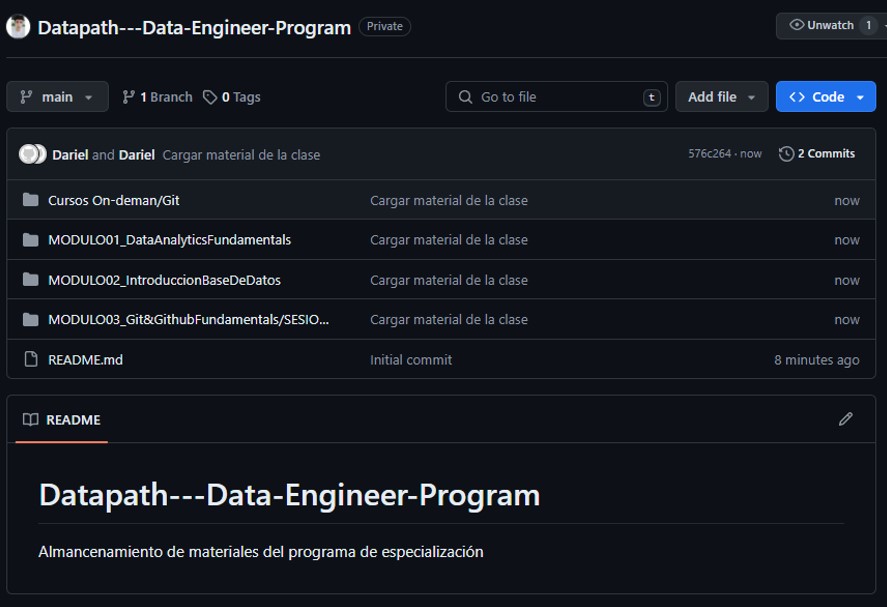 Datapath---Data-Engineer-Program Private Unwatch 1
main 1 Branch 0 Tags Go to file t Add file Code
Dariel and Dariel Cargar material de la clase 576c264 · now 2 Commits
Cursos On-deman/Git Cargar material de la clase now
MODULO01_DataAnalyticsFundamentals Cargar material de la clase now
MODULO02_IntroduccionBaseDeDatos Cargar material de la clase now
MODULO03_Git&GithubFundamentals/SESIO... Cargar material de la clase now
README.md Initial commit 8 minutes ago
README
Datapath---Data-Engineer-Program
Almancenamiento de materiales del programa de especialización